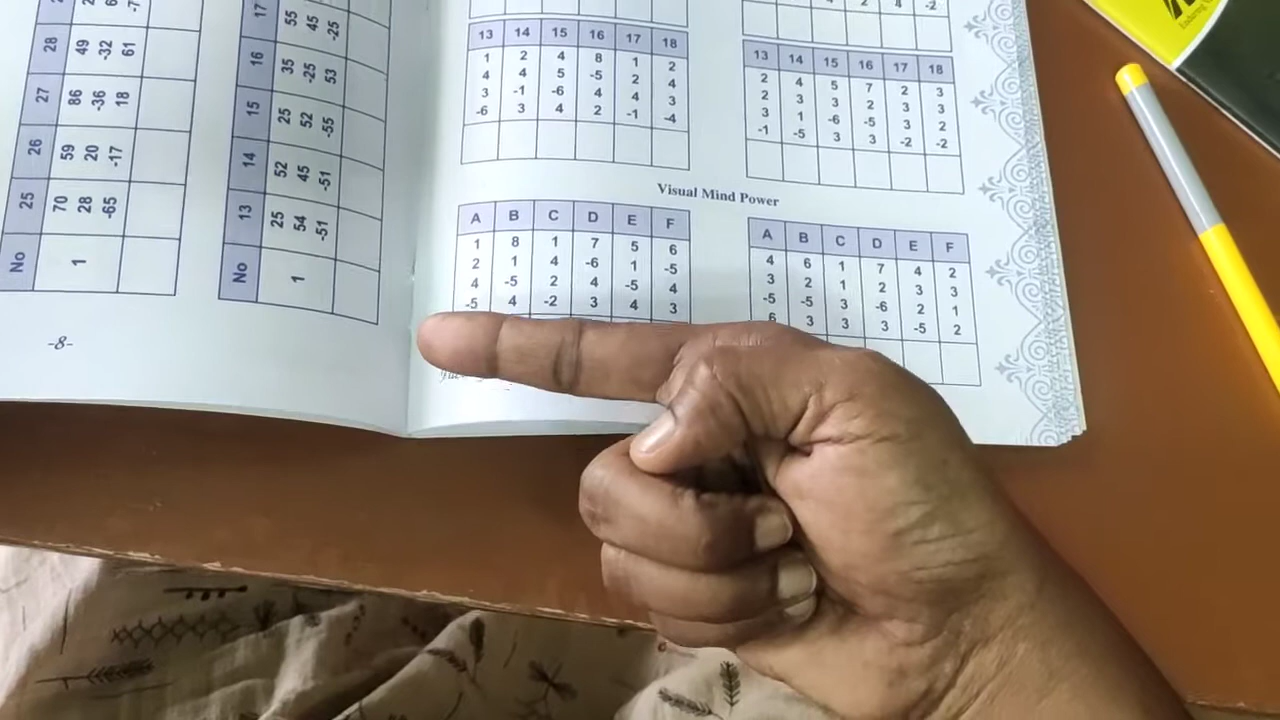 28 49 -32 61
27 86 -36 18
26 59 20 -17
25 70 28 -65
No 1
17 55 45 -25
16 35 -25 53
15 25 52 -55
14 52 45 -51
13 25 54 -51
No 1
-8-
13 14 15 16 17 18
1 2 4 8 1 2
4 4 5 -5 2 4
3 -1 -6 4 4 3
-6 3 4 2 -1 -4
-2
13 14 15 16 17 18
2 4 5 7 2 3
2 3 3 2 3 3
3 1 -6 -5 3 2
-1 -5 3 3 -2 -2
Visual Mind Power
A B C D E F
1 8 1 7 5 6
2 1 4 -6 1 -5
4 -5 2 4 -5 4
-5 4 -2 3 4 3
A B C D E F
4 6 1 7 4 2
3 2 1 2 3 3
-5 -5 3 -6 2 1
6 3 3 3 -5 2